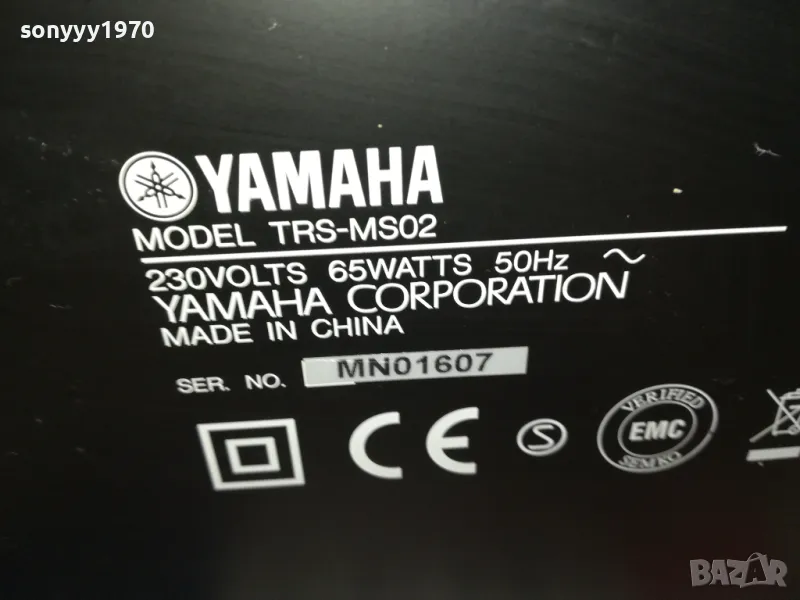 sonyyy1970
YAMAHA
MODEL TRS-MS02
230VOLTS 65WATTS 50Hz ~
YAMAHA CORPORATION
MADE IN CHINA
SER. NO. MN01607
CE S VERIFIED EMC SEMKO
BAZAR